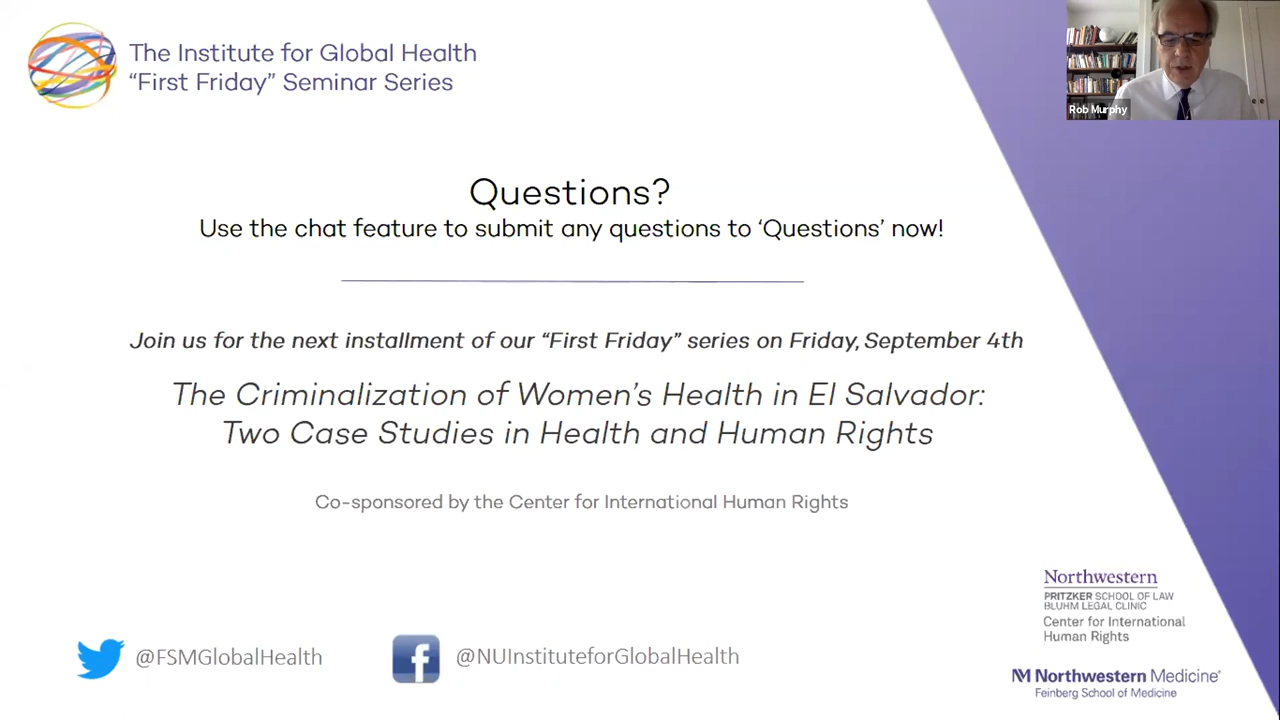 The Institute for Global Health
“First Friday” Seminar Series
Rob Murphy
Questions?
Use the chat feature to submit any questions to ‘Questions’ now!
Join us for the next installment of our “First Friday” series on Friday, September 4th
The Criminalization of Women’s Health in El Salvador:
Two Case Studies in Health and Human Rights
Co-sponsored by the Center for International Human Rights
Northwestern
PRITZKER SCHOOL OF LAW
BLUHM LEGAL CLINIC
Center for International
Human Rights
@FSMGlobalHealth
@NUInstituteforGlobalHealth
Northwestern Medicine®
Feinberg School of Medicine